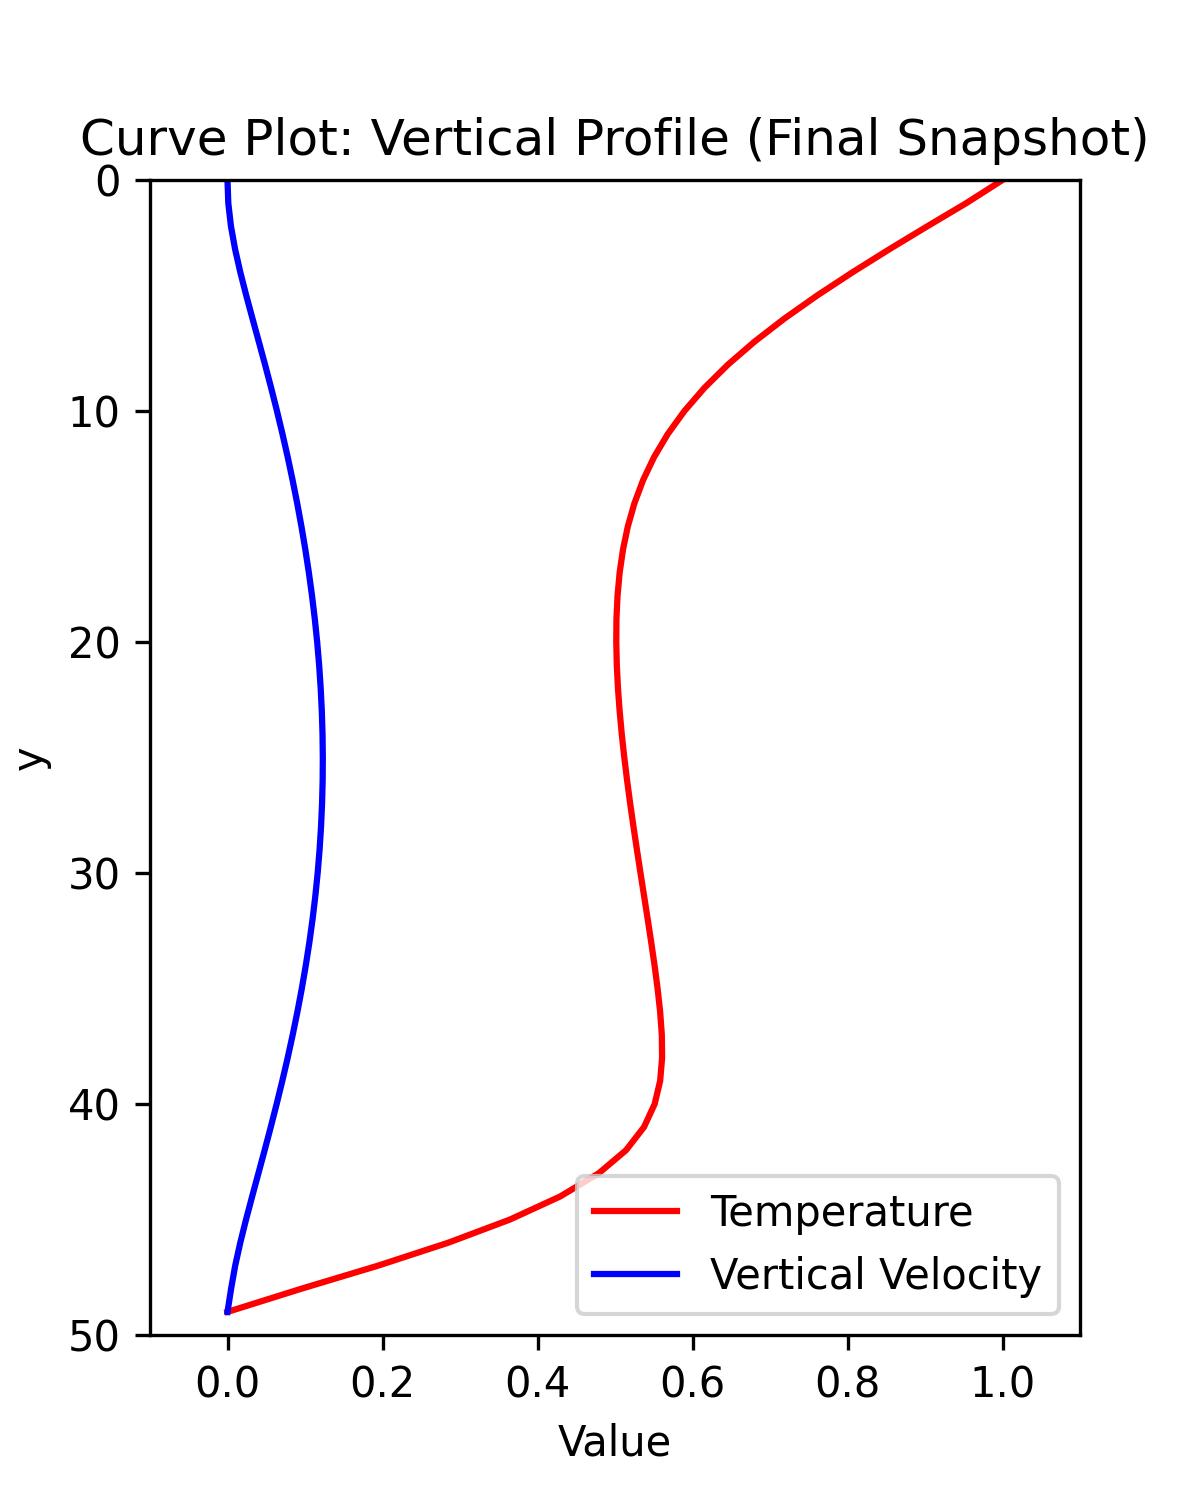 Curve Plot: Vertical Profile (Final Snapshot)
0
10
20
30
40
50
y
Temperature
Vertical Velocity
0.0 0.2 0.4 0.6 0.8 1.0
Value